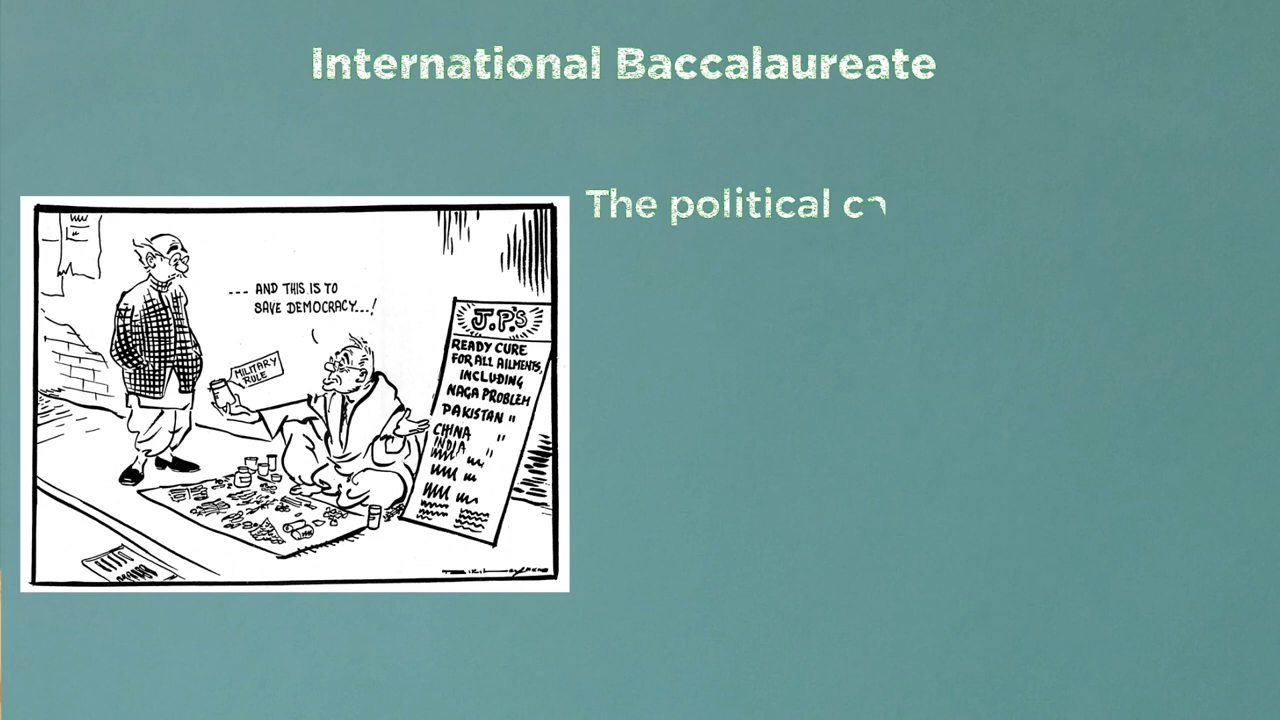 International Baccalaureate
The political c
--- AND THIS IS TO
SAVE DEMOCRACY...!
MILITARY
RULE
J.P.'S
READY CURE
FOR ALL AILMENTS,
INCLUDING
NAGA PROBLEM
PAKISTAN "
CHINA "
INDIA "